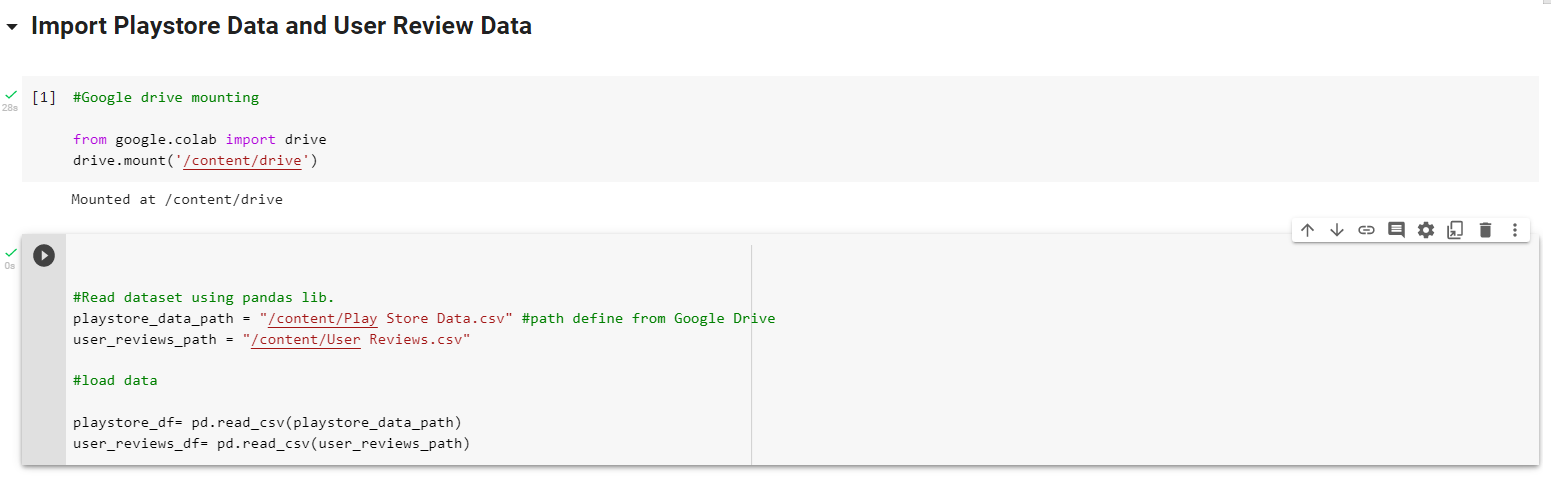 Import Playstore Data and User Review Data
[1] #Google drive mounting
28s
from google.colab import drive
drive.mount('/content/drive')
Mounted at /content/drive
0s
#Read dataset using pandas lib.
playstore_data_path = "/content/Play Store Data.csv" #path define from Google Drive
user_reviews_path = "/content/User Reviews.csv"
#load data
playstore_df= pd.read_csv(playstore_data_path)
user_reviews_df= pd.read_csv(user_reviews_path)